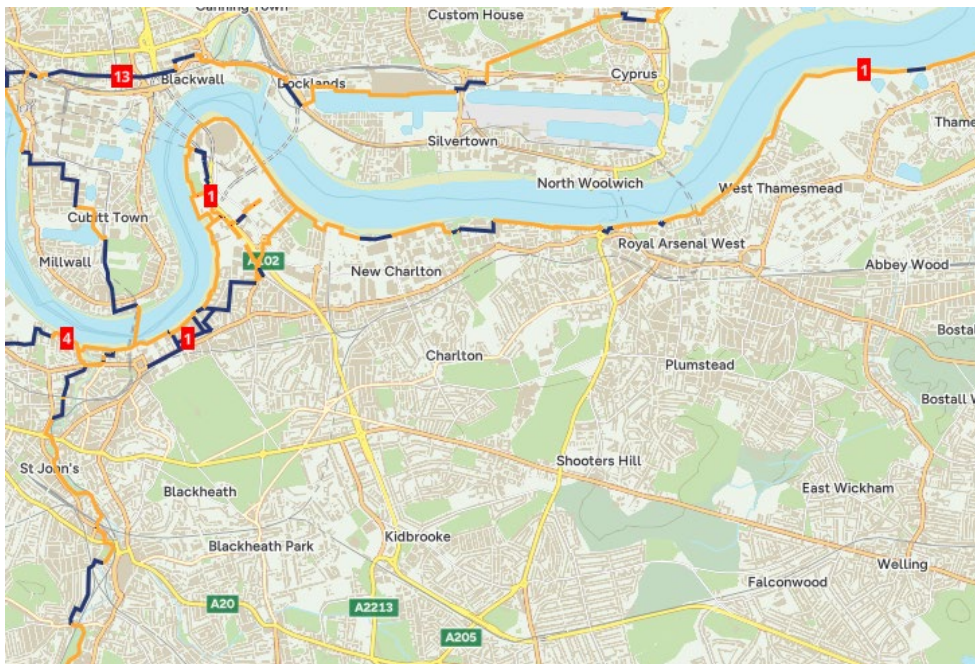 Canning Town
Custom House
13
Blackwall
Docklands
Cyprus
1
Silvertown
Thame
North Woolwich
West Thamesmead
1
Cubitt Town
Royal Arsenal West
Millwall
New Charlton
Abbey Wood
4
1
Bostal
Charlton
Plumstead
Bostall W
St John's
Shooters Hill
Blackheath
East Wickham
Kidbrooke
Blackheath Park
Welling
Falconwood
A20
A2213
A205